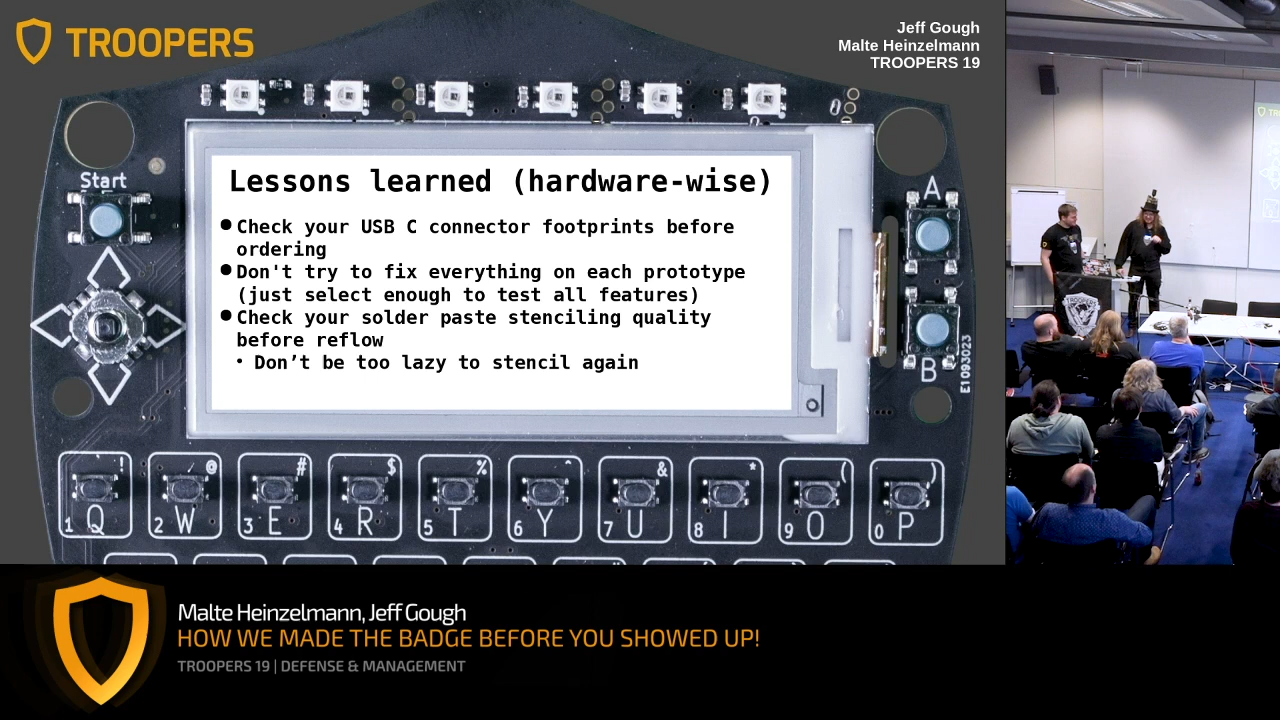 TROOPERS
Jeff Gough
Malte Heinzelmann
TROOPERS 19
Start
A
B
E1093023
Lessons learned (hardware-wise)
Check your USB C connector footprints before
ordering
Don't try to fix everything on each prototype
(just select enough to test all features)
Check your solder paste stenciling quality
before reflow
Don’t be too lazy to stencil again
! @ # $ % ^ & * ( )
1 Q 2 W 3 E 4 R 5 T 6 Y 7 U 8 I 9 O 0 P
TROOPERS
Malte Heinzelmann, Jeff Gough
HOW WE MADE THE BADGE BEFORE YOU SHOWED UP!
TROOPERS 19 | DEFENSE & MANAGEMENT